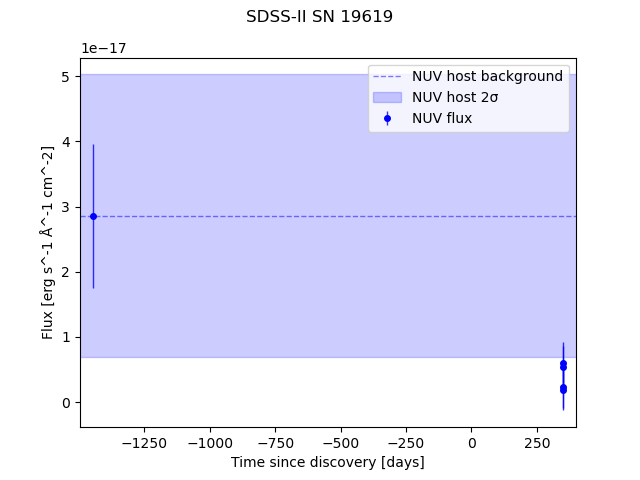 SDSS-II SN 19619
1e−17
NUV host background
NUV host 2σ
NUV flux
5
4
3
2
1
0
Flux [erg s^-1 Å^-1 cm^-2]
−1250 −1000 −750 −500 −250 0 250
Time since discovery [days]